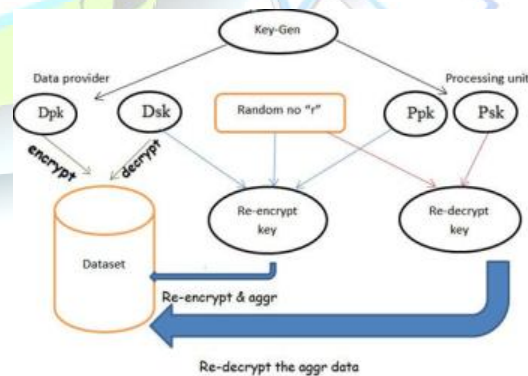 Key-Gen
Data provider
Processing unit
Dpk
Dsk
Random no "r"
Ppk
Psk
encrypt
decrypt
Re-encrypt
key
Re-decrypt
key
Dataset
Re-encrypt & aggr
Re-decrypt the aggr data